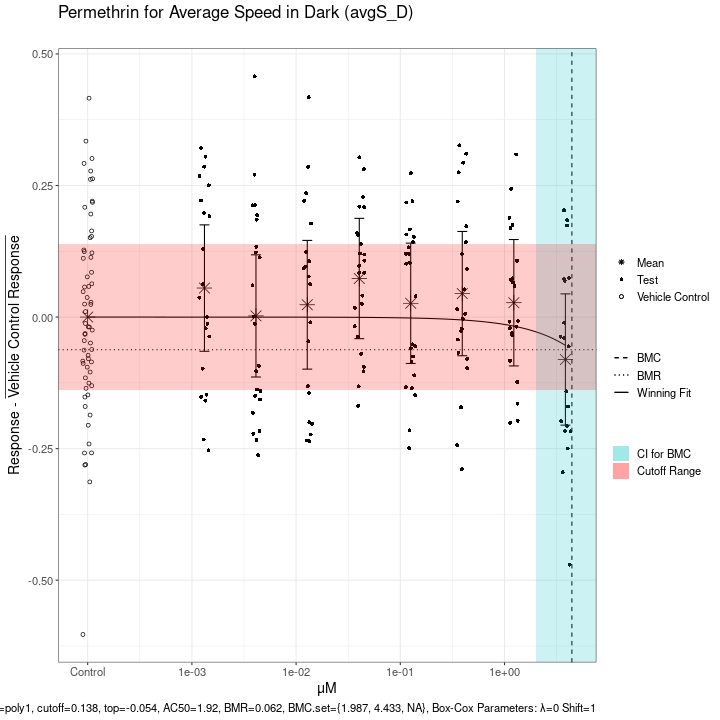 Permethrin for Average Speed in Dark (avgS_D)
Response - Vehicle Control Response
0.50
0.25
0.00
-0.25
-0.50
Control
1e-03
1e-02
1e-01
1e+00
µM
Mean
Test
Vehicle Control
BMC
BMR
Winning Fit
CI for BMC
Cutoff Range
=poly1, cutoff=0.138, top=-0.054, AC50=1.92, BMR=0.062, BMC.set={1.987, 4.433, NA}, Box-Cox Parameters: λ=0 Shift=1